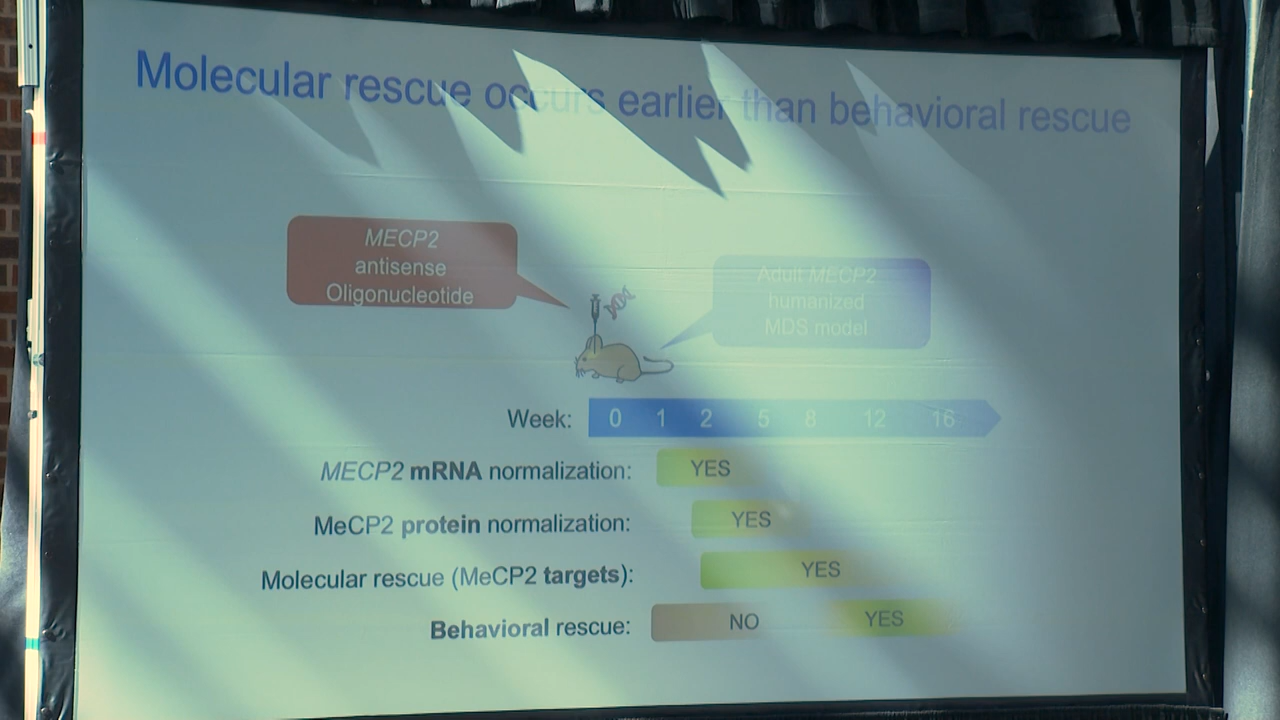 Molecular rescue occurs earlier than behavioral rescue
MECP2
antisense
Oligonucleotide
Adult MECP2
humanized
MDS model
Week: 0 1 2 5 8 12 16
MECP2 mRNA normalization: YES
MeCP2 protein normalization: YES
Molecular rescue (MeCP2 targets): YES
Behavioral rescue: NO YES